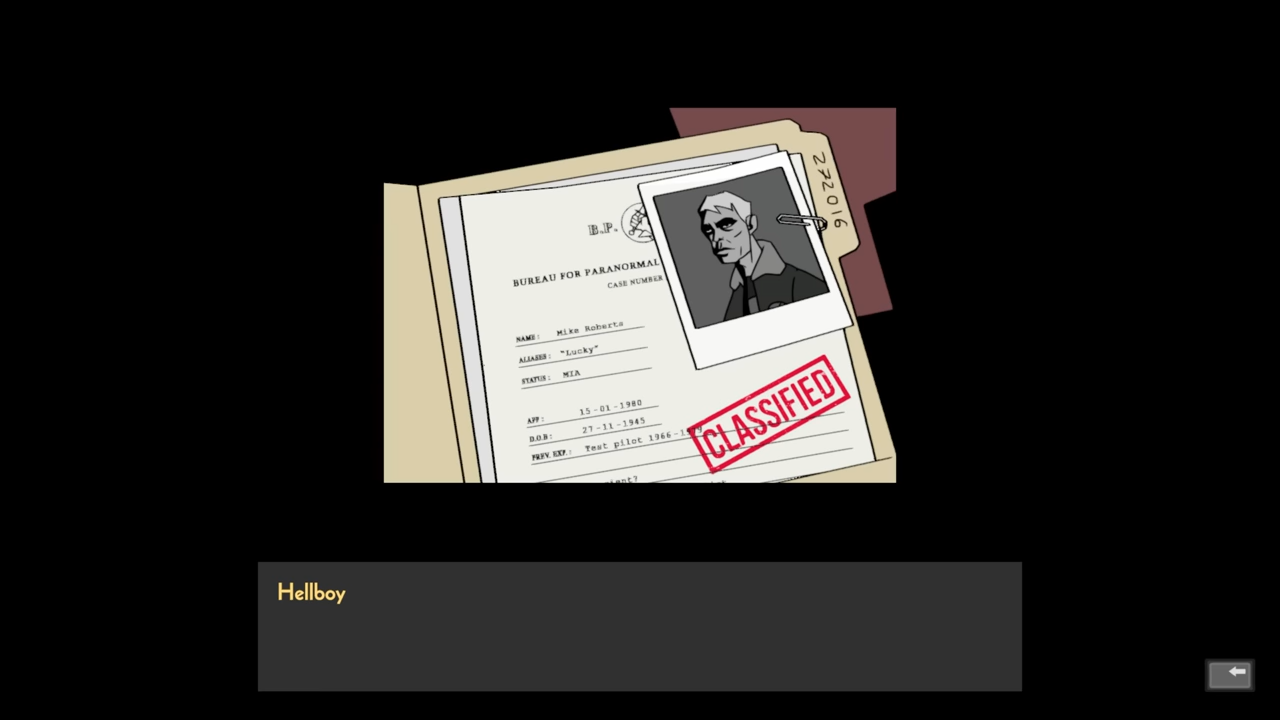 272016
B.P.
BUREAU FOR PARANORMAL
CASE NUMBER
NAME: Mike Roberts
ALIASES: "Lucky"
STATUS: MIA
APP: 15-01-1980
D.O.B: 27-11-1945
PREV. EXP.: Test pilot 1966-
CLASSIFIED
Hellboy